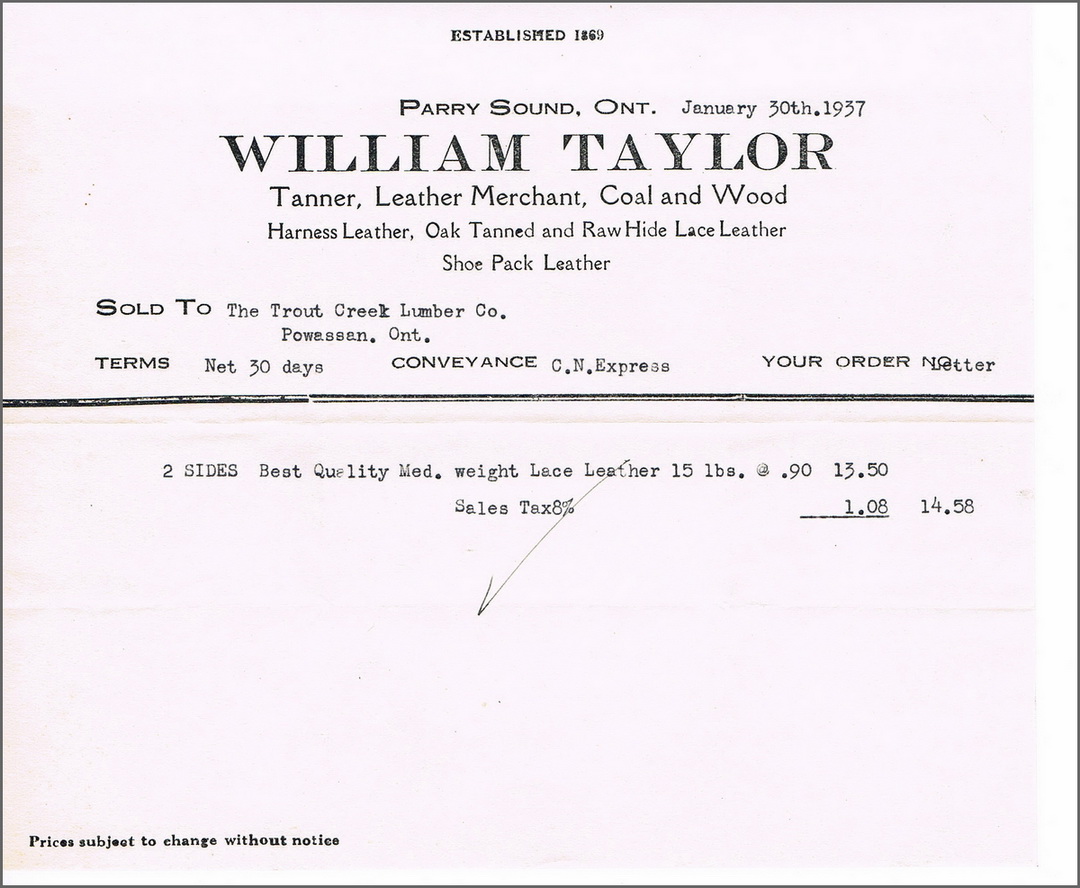 ESTABLISHED 1869
PARRY SOUND, ONT. January 30th.1937
WILLIAM TAYLOR
Tanner, Leather Merchant, Coal and Wood
Harness Leather, Oak Tanned and Raw Hide Lace Leather
Shoe Pack Leather
SOLD TO The Trout Creek Lumber Co.
Powassan. Ont.
TERMS Net 30 days CONVEYANCE C.N.Express YOUR ORDER NO Letter
2 SIDES Best Quality Med. weight Lace Leather 15 lbs. @ .90 13.50
Sales Tax8% 1.08 14.58
Prices subject to change without notice